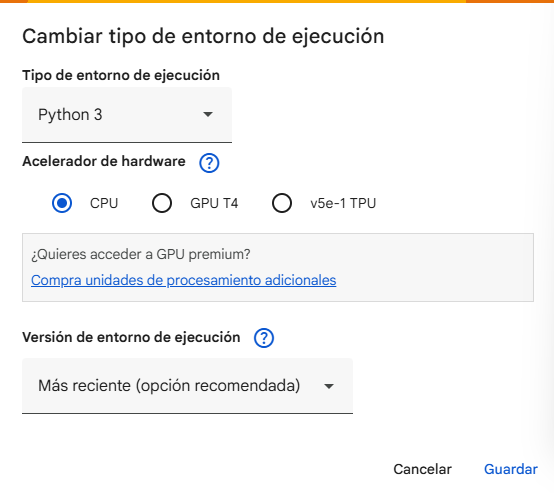 Cambiar tipo de entorno de ejecución
Tipo de entorno de ejecución
Python 3
Acelerador de hardware ?
CPU GPU T4 v5e-1 TPU
¿Quieres acceder a GPU premium?
Compra unidades de procesamiento adicionales
Versión de entorno de ejecución ?
Más reciente (opción recomendada)
Cancelar Guardar